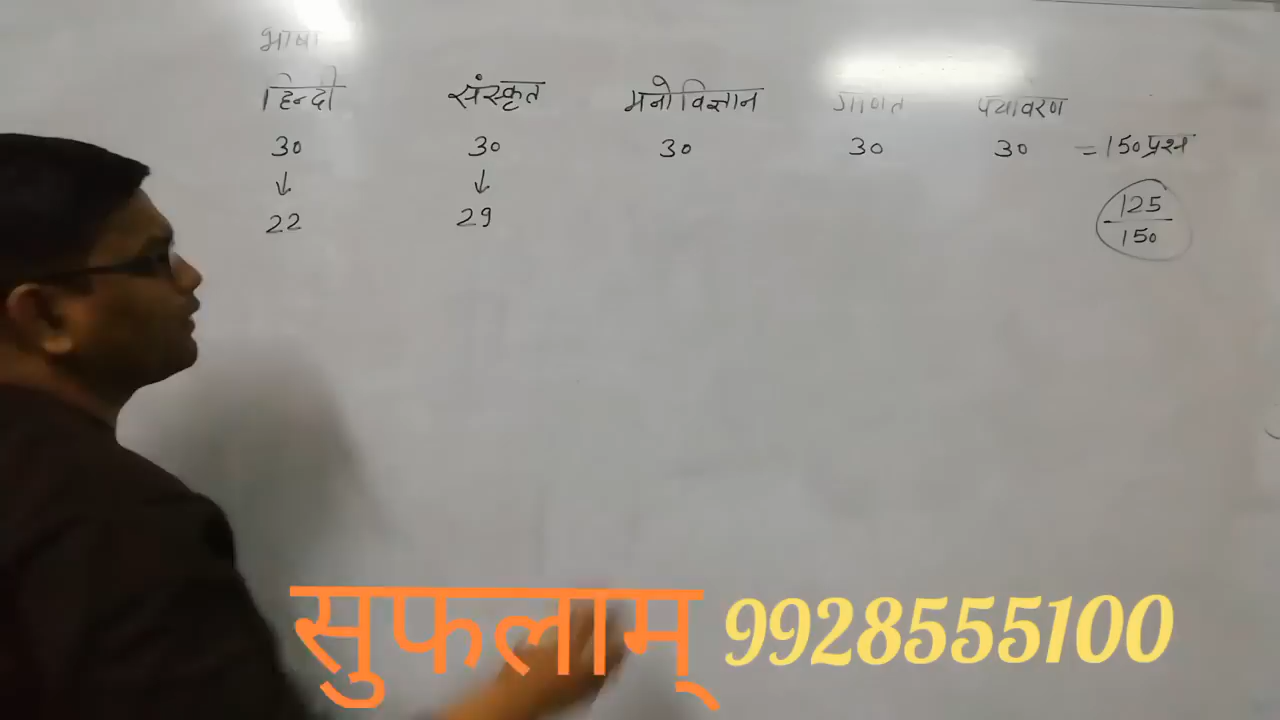 भाषा
हिन्दी संस्कृत मनोविज्ञान गणित पर्यावरण
30 30 30 30 30 = 150 प्रश्न
↓ ↓
22 29
125
150
सुफलाम् 9928555100